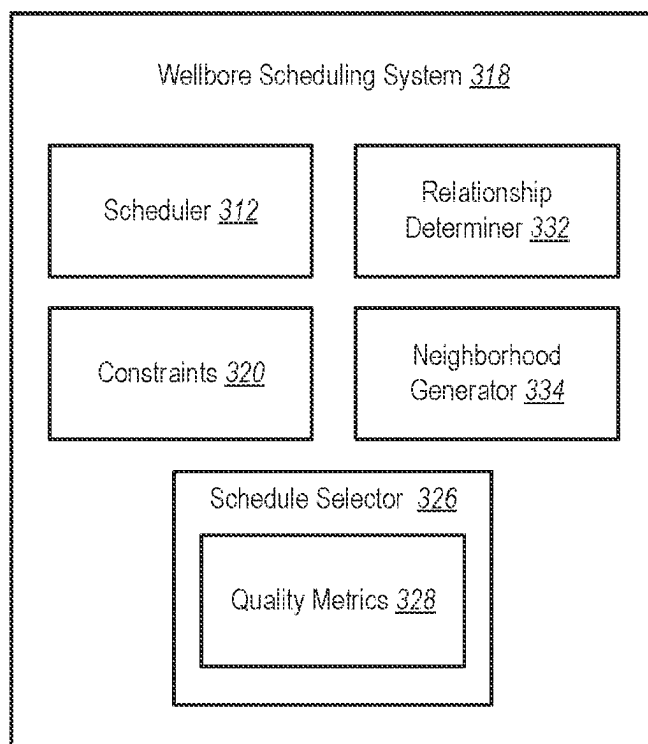 Wellbore Scheduling System 318
Scheduler 312
Relationship
Determiner 332
Constraints 320
Neighborhood
Generator 334
Schedule Selector 326
Quality Metrics 328